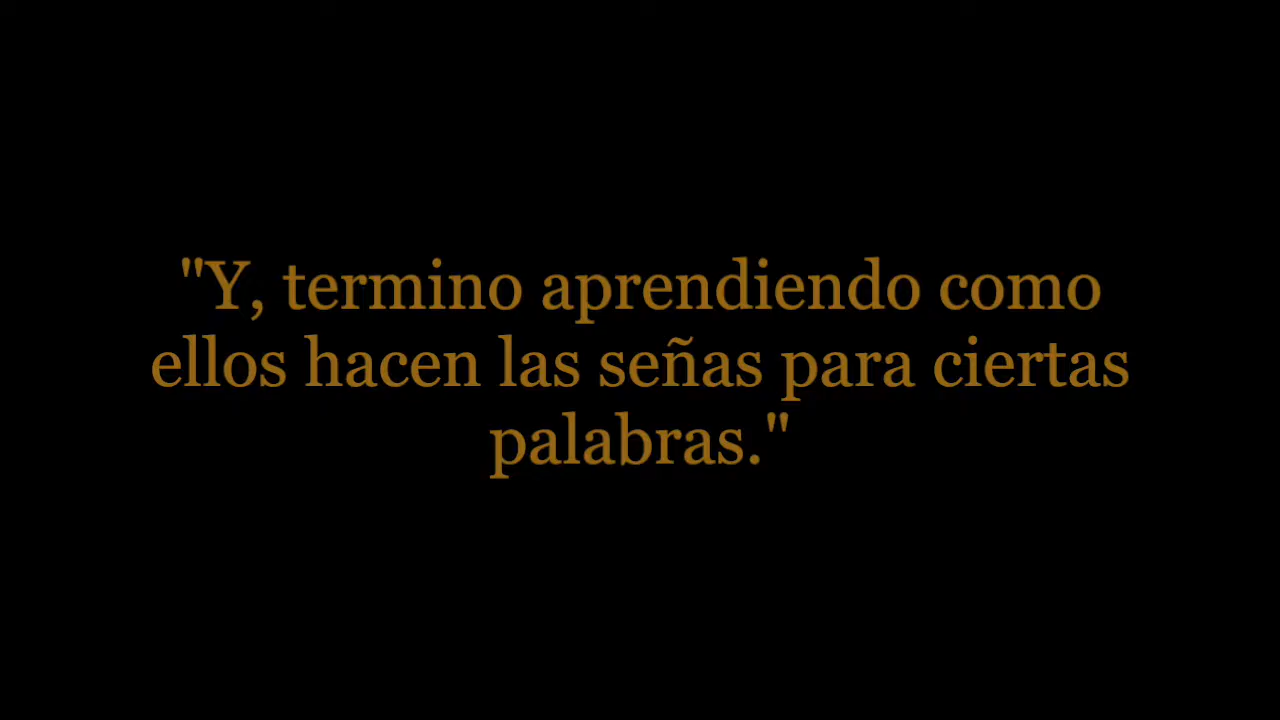 "Y, termino aprendiendo como
ellos hacen las señas para ciertas
palabras."